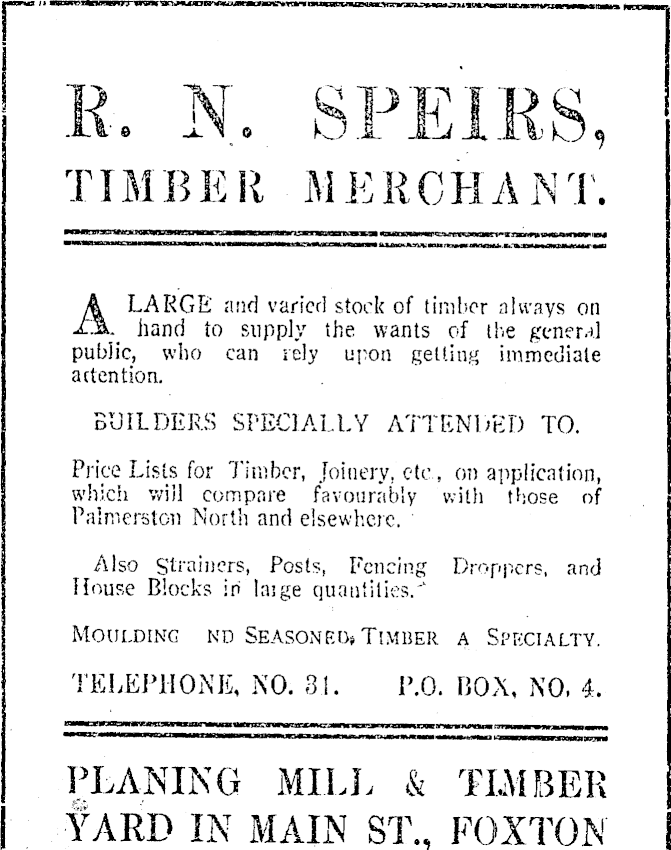 R. N. SPEIRS,
TIMBER MERCHANT.
A LARGE and varied stock of timber always on
hand to supply the wants of the general
public, who can rely upon getting immediate
attention.
BUILDERS SPECIALLY ATTENDED TO.
Price Lists for Timber, Joinery, etc., on application,
which will compare favourably with those of
Palmerston North and elsewhere.
Also Strainers, Posts, Fencing Droppers, and
House Blocks in large quantities.
MOULDING ND SEASONED TIMBER A SPECIALTY.
TELEPHONE, NO. 31. P.O. BOX, NO. 4.
PLANING MILL & TIMBER
YARD IN MAIN ST., FOXTON